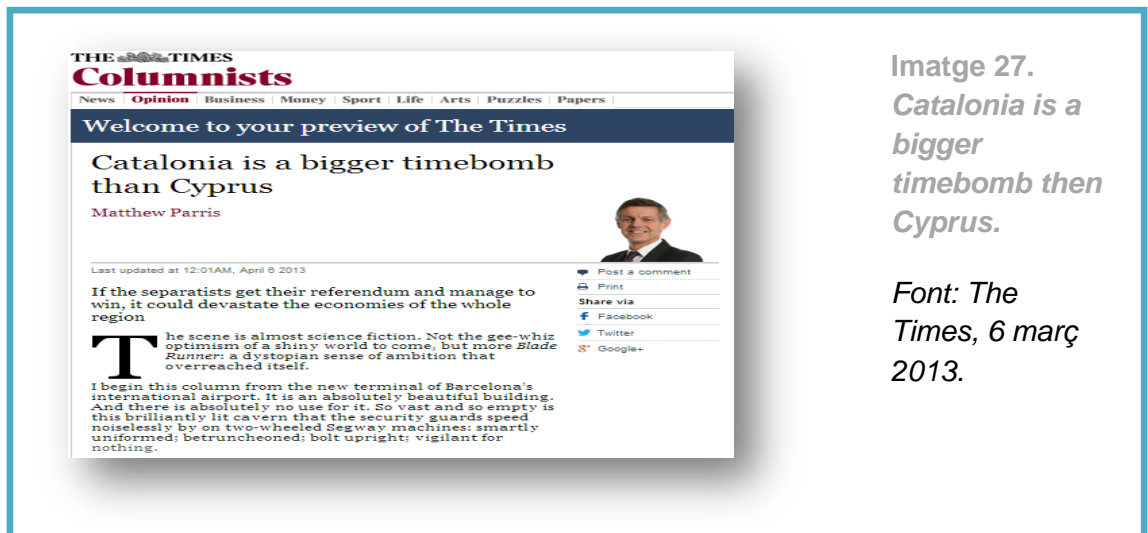 THE TIMES
Columnists
News Opinion Business Money Sport Life Arts Puzzles Papers
Welcome to your preview of The Times
Catalonia is a bigger timebomb
than Cyprus
Matthew Parris
Last updated at 12:01AM, April 6 2013
If the separatists get their referendum and manage to
win, it could devastate the economies of the whole
region
The scene is almost science fiction. Not the gee-whiz
optimism of a shiny world to come, but more Blade
Runner: a dystopian sense of ambition that
overreached itself.
I begin this column from the new terminal of Barcelona's
international airport. It is an absolutely beautiful building.
And there is absolutely no use for it. So vast and so empty is
this brilliantly lit cavern that the security guards speed
noiselessly by on two-wheeled Segway machines: smartly
uniformed; betruncheoned; bolt upright; vigilant for
nothing.
Post a comment
Print
Share via
Facebook
Twitter
Google+
Imatge 27.
Catalonia is a
bigger
timebomb then
Cyprus.
Font: The
Times, 6 març
2013.